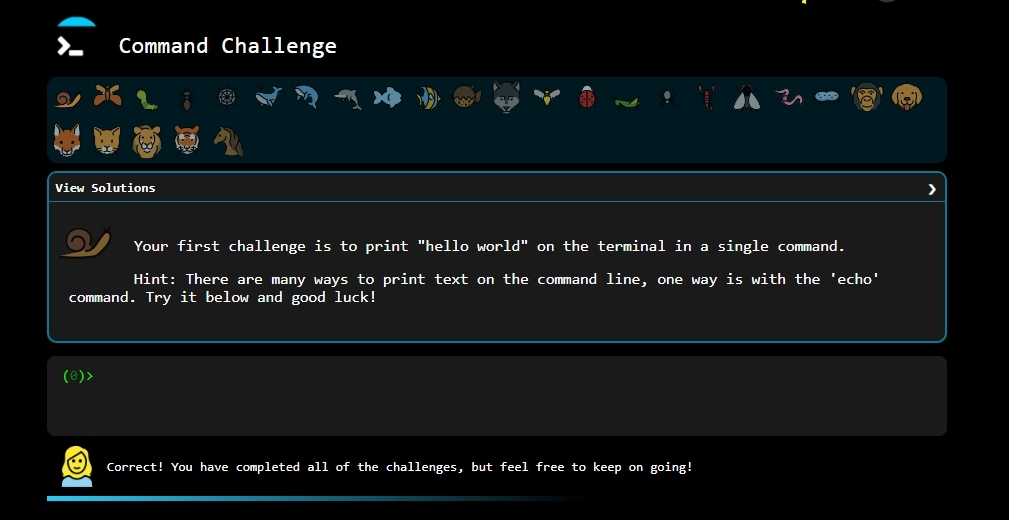 Command Challenge
View Solutions
Your first challenge is to print "hello world" on the terminal in a single command.
Hint: There are many ways to print text on the command line, one way is with the 'echo'
command. Try it below and good luck!
(0)>
Correct! You have completed all of the challenges, but feel free to keep on going!